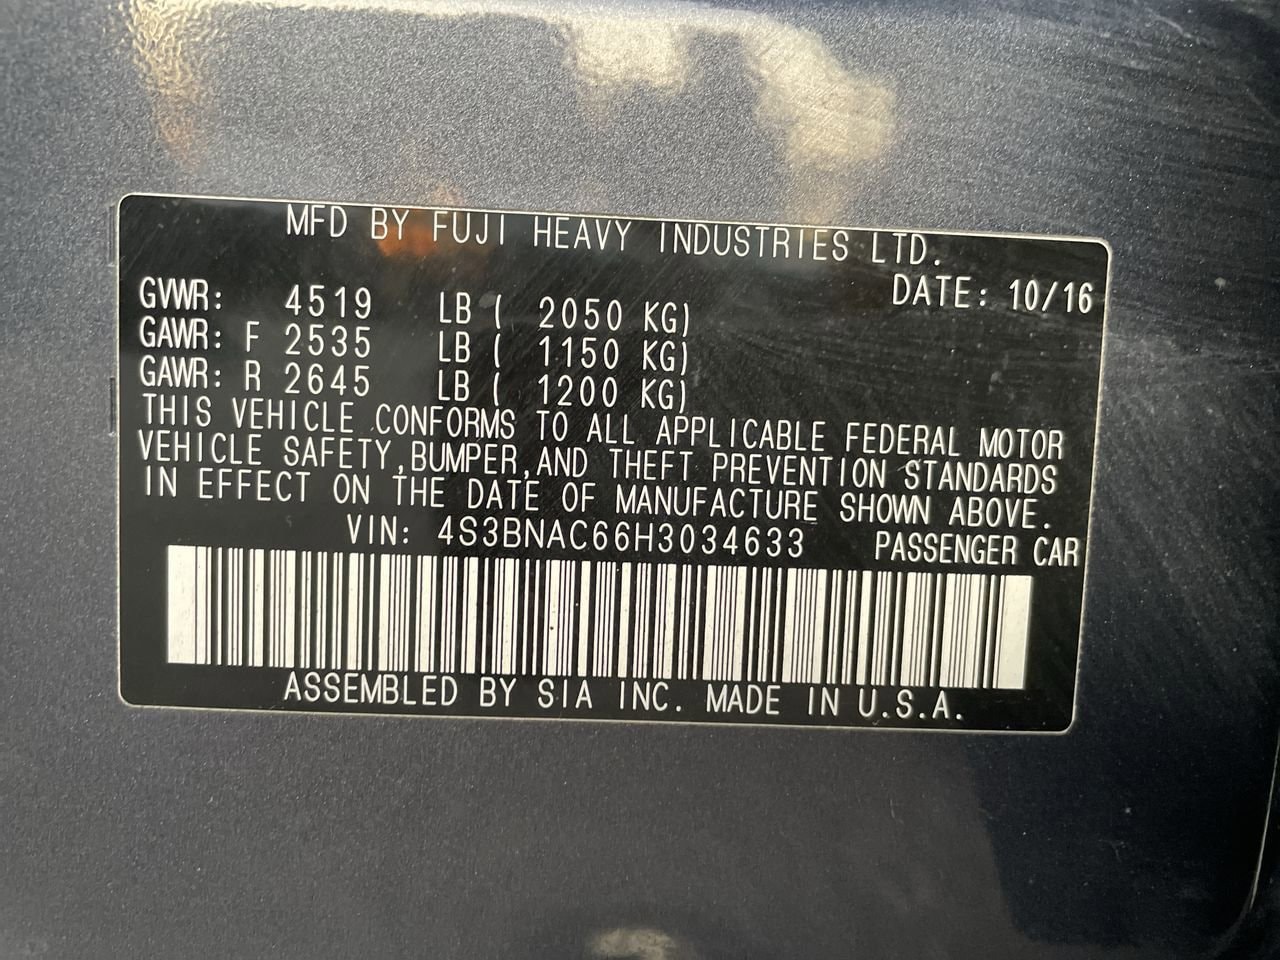 MFD BY FUJI HEAVY INDUSTRIES LTD.
DATE: 10/16
GVWR: 4519 LB ( 2050 KG)
GAWR: F 2535 LB ( 1150 KG)
GAWR: R 2645 LB ( 1200 KG)
THIS VEHICLE CONFORMS TO ALL APPLICABLE FEDERAL MOTOR
VEHICLE SAFETY,BUMPER,AND THEFT PREVENTION STANDARDS
IN EFFECT ON THE DATE OF MANUFACTURE SHOWN ABOVE.
VIN: 4S3BNAC66H3034633 PASSENGER CAR
ASSEMBLED BY SIA INC. MADE IN U.S.A.